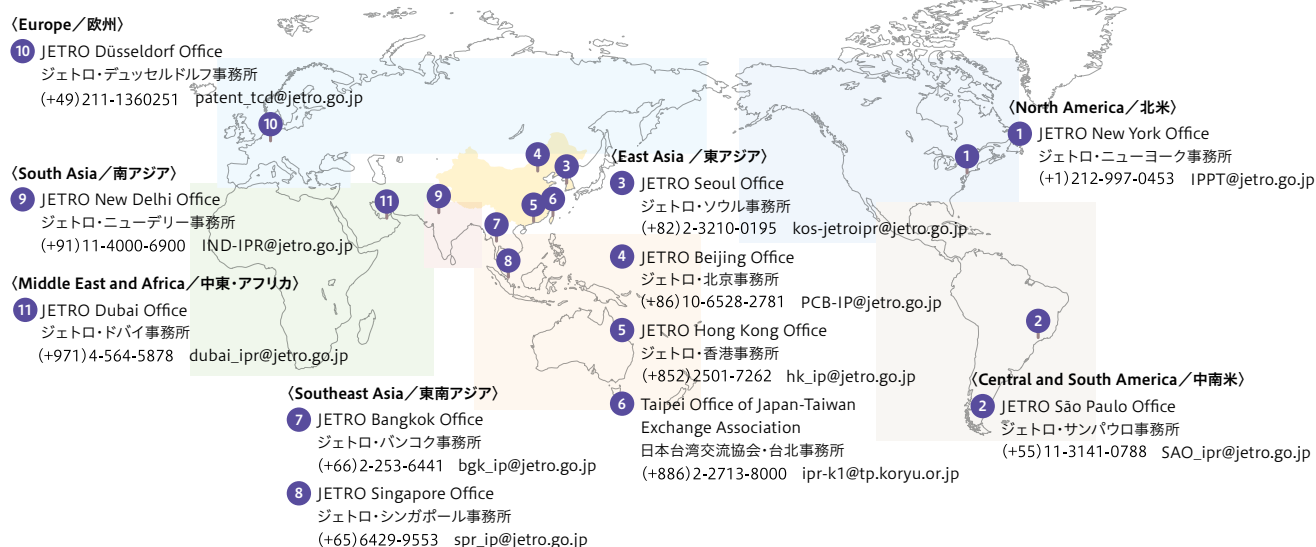 〈Europe／欧州〉
10 JETRO Düsseldorf Office
ジェトロ・デュッセルドルフ事務所
(+49)211-1360251 patent_tcd@jetro.go.jp
〈South Asia／南アジア〉
9 JETRO New Delhi Office
ジェトロ・ニューデリー事務所
(+91)11-4000-6900 IND-IPR@jetro.go.jp
〈Middle East and Africa／中東・アフリカ〉
11 JETRO Dubai Office
ジェトロ・ドバイ事務所
(+971)4-564-5878 dubai_ipr@jetro.go.jp
〈Southeast Asia／東南アジア〉
7 JETRO Bangkok Office
ジェトロ・バンコク事務所
(+66)2-253-6441 bgk_ip@jetro.go.jp
8 JETRO Singapore Office
ジェトロ・シンガポール事務所
(+65)6429-9553 spr_ip@jetro.go.jp
〈East Asia ／東アジア〉
3 JETRO Seoul Office
ジェトロ・ソウル事務所
(+82)2-3210-0195 kos-jetroipr@jetro.go.jp
4 JETRO Beijing Office
ジェトロ・北京事務所
(+86)10-6528-2781 PCB-IP@jetro.go.jp
5 JETRO Hong Kong Office
ジェトロ・香港事務所
(+852)2501-7262 hk_ip@jetro.go.jp
6 Taipei Office of Japan-Taiwan
Exchange Association
日本台湾交流協会・台北事務所
(+886)2-2713-8000 ipr-k1@tp.koryu.or.jp
〈North America／北米〉
1 JETRO New York Office
ジェトロ・ニューヨーク事務所
(+1)212-997-0453 IPPT@jetro.go.jp
〈Central and South America／中南米〉
2 JETRO São Paulo Office
ジェトロ・サンパウロ事務所
(+55)11-3141-0788 SAO_ipr@jetro.go.jp
10
4
3
1
9
11
5
6
7
8
2